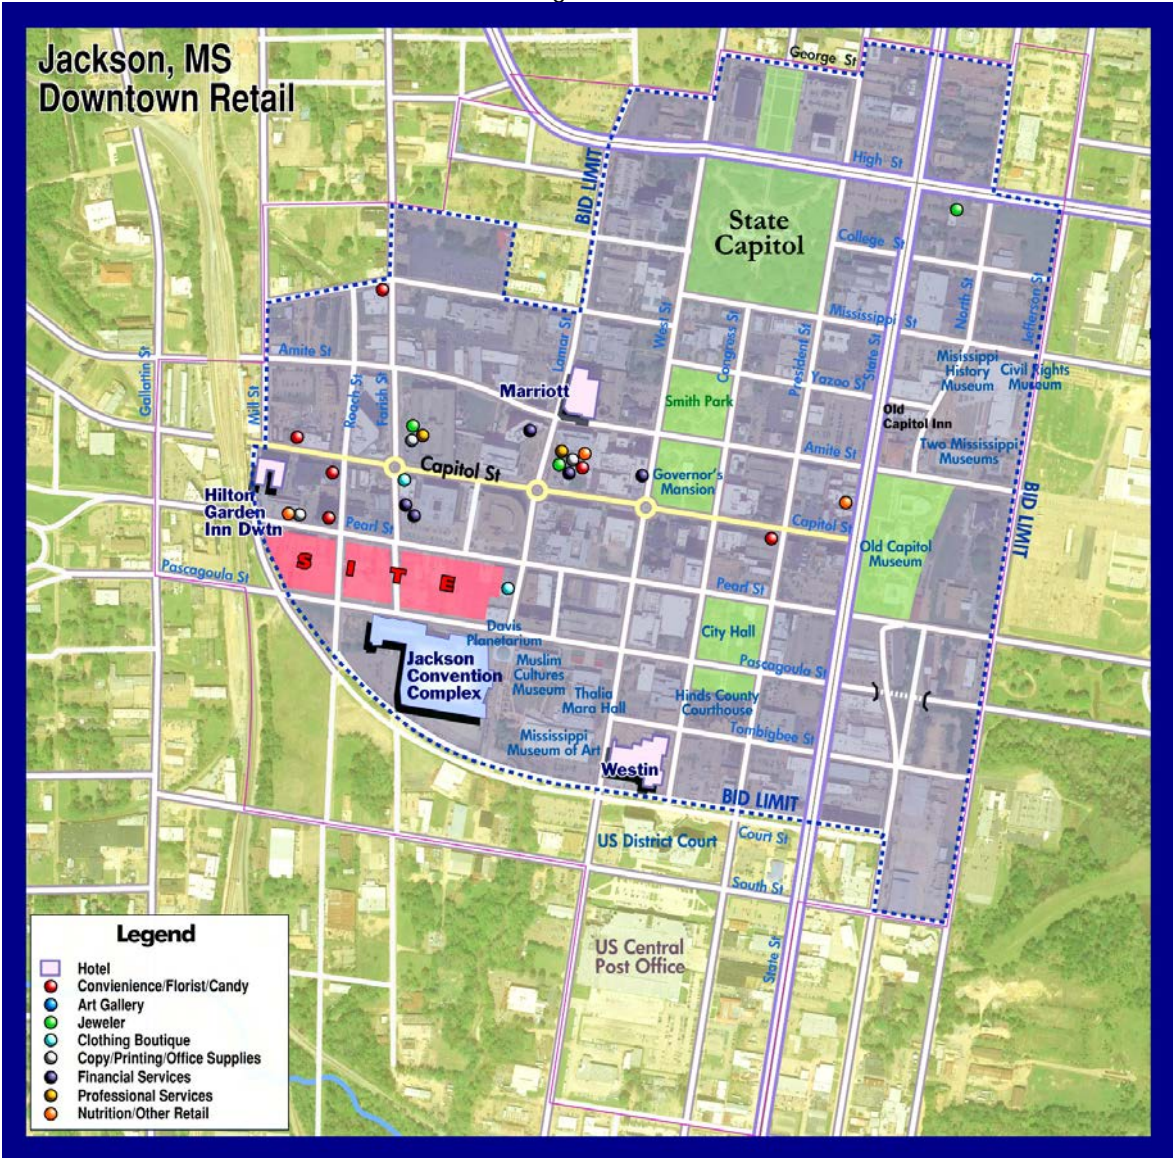 Jackson, MS
Downtown Retail
George St
High St
BID LIMIT
State
Capitol
College St
Mississippi St
North St
Jefferson St
West St
Congress St
President St
State St
Lamar St
Amite St
Gallattin St
Mill St
Roach St
Farish St
Marriott
Smith Park
Yazoo St
Misissippi
History
Museum
Civil Rights
Museum
Old
Capitol Inn
Two Mississippi
Museums
Amite St
Capitol St
Governor's
Mansion
Hilton
Garden
Inn Dwtn
Pearl St
Capitol St
BID LIMIT
Old Capitol
Museum
Pascagoula St
S I T E
Pearl St
City Hall
Davis
Planetarium
Jackson
Convention
Complex
Muslim
Cultures
Museum
Thalia
Mara Hall
Pascagoula St
Hinds County
Courthouse
Tombigbee St
Mississippi
Museum of Art
Westin
BID LIMIT
US District Court
Court St
South St
US Central
Post Office
State St
Legend
Hotel
Convienience/Florist/Candy
Art Gallery
Jeweler
Clothing Boutique
Copy/Printing/Office Supplies
Financial Services
Professional Services
Nutrition/Other Retail